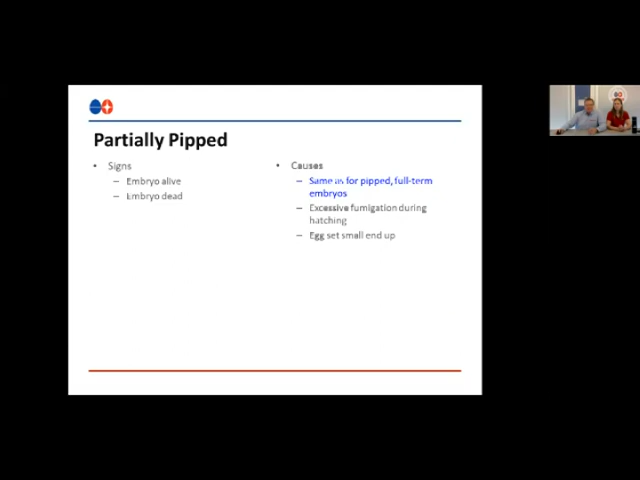 Partially Pipped
• Signs
– Embryo alive
– Embryo dead
• Causes
– Same as for pipped, full-term
embryos
– Excessive fumigation during
hatching
– Egg set small end up